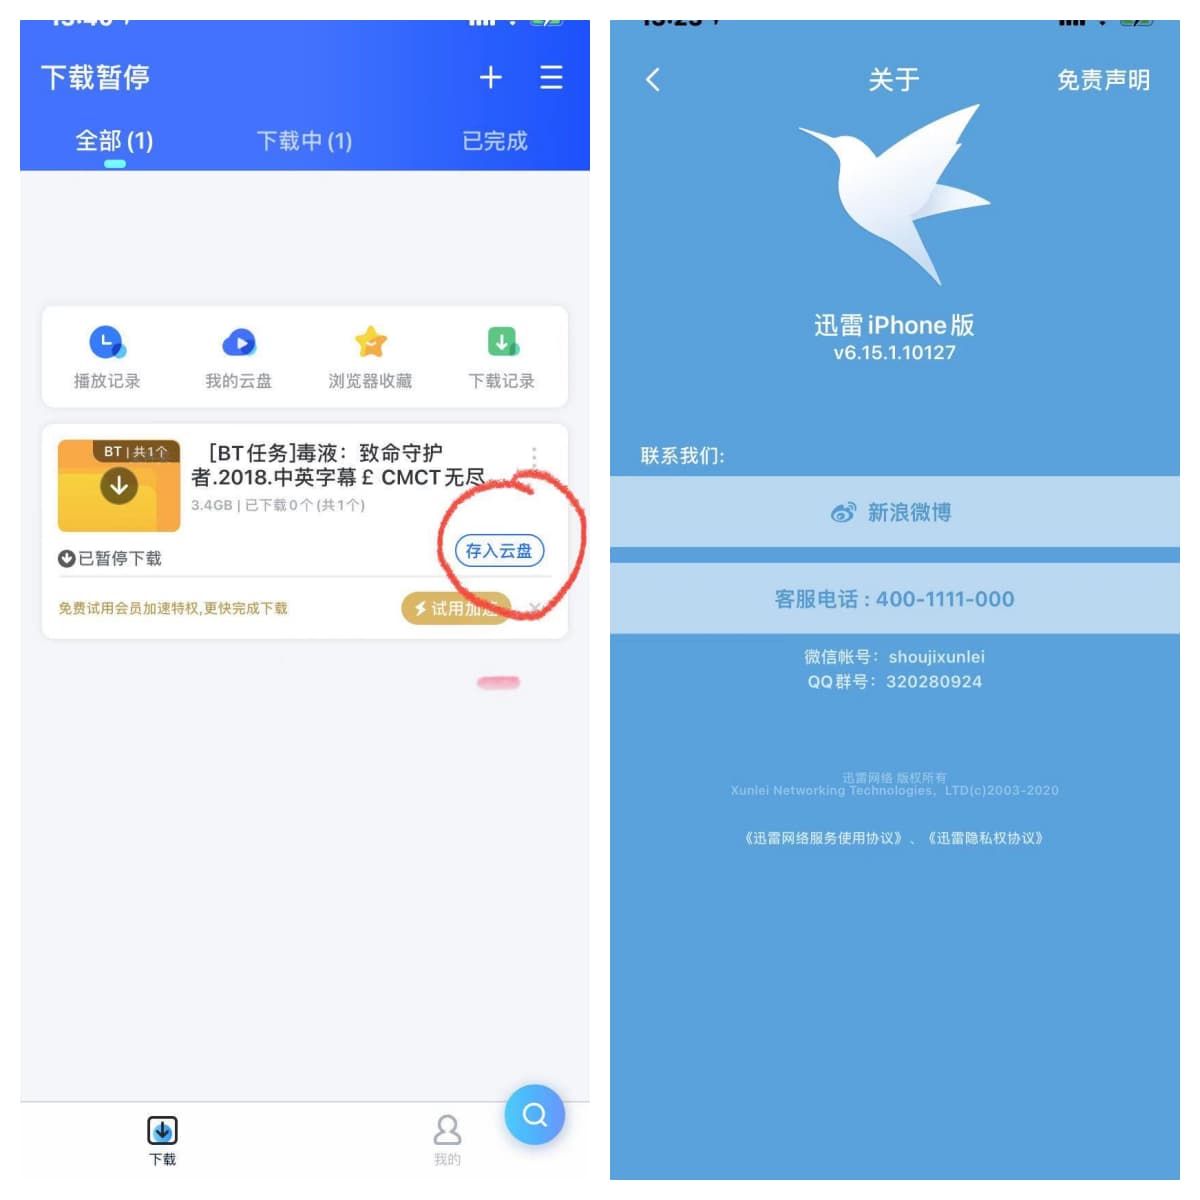 下载暂停
全部 (1)
下载中 (1)
已完成
播放记录
我的云盘
浏览器收藏
下载记录
BT | 共1个
[BT任务]毒液：致命守护
者.2018.中英字幕£ CMCT无尽
3.4GB | 已下载0个 (共1个)
已暂停下载
存入云盘
免费试用会员加速特权,更快完成下载
试用加速
下载
我的
关于
免责声明
迅雷iPhone版
v6.15.1.10127
联系我们:
新浪微博
客服电话 : 400-1111-000
微信帐号： shoujixunlei
QQ群号： 320280924
迅雷网络 版权所有
Xunlei Networking Technologies，LTD(c)2003-2020
《迅雷网络服务使用协议》、《迅雷隐私权协议》